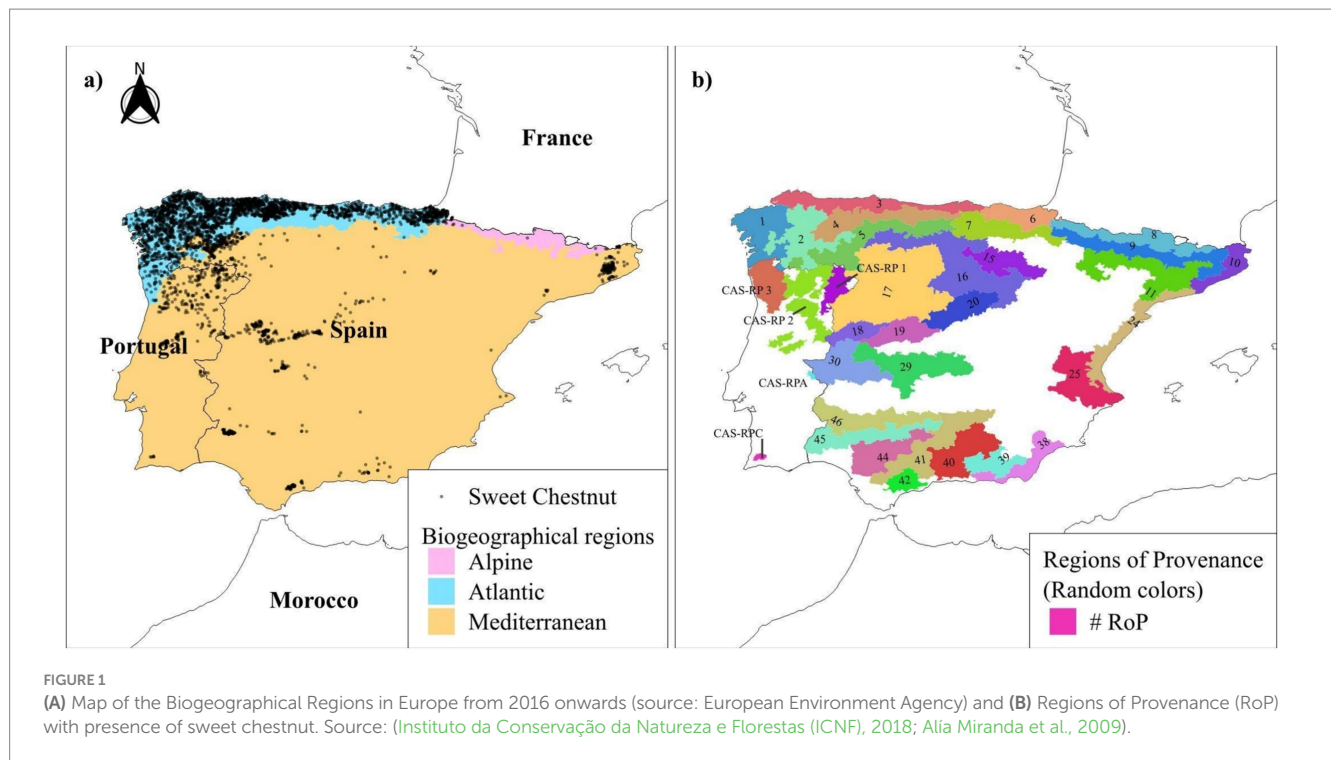 a)
N
France
Portugal
Spain
Morocco
Sweet Chestnut
Biogeographical regions
Alpine
Atlantic
Mediterranean
b)
1
2
3
4
5
6
7
8
9
10
11
15
16
17
18
19
20
24
25
29
30
38
39
40
41
42
44
45
46
CAS-RP 1
CAS-RP 2
CAS-RP 3
CAS-RPA
CAS-RPC
Regions of Provenance
(Random colors)
# RoP
FIGURE 1
(A) Map of the Biogeographical Regions in Europe from 2016 onwards (source: European Environment Agency) and (B) Regions of Provenance (RoP)
with presence of sweet chestnut. Source: (Instituto da Conservação da Natureza e Florestas (ICNF), 2018; Alía Miranda et al., 2009).